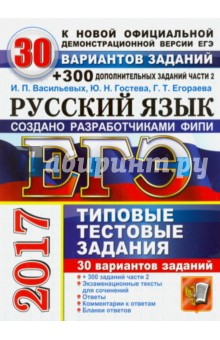 К НОВОЙ ОФИЦИАЛЬНОЙ
ДЕМОНСТРАЦИОННОЙ ВЕРСИИ ЕГЭ
30 ВАРИАНТОВ ЗАДАНИЙ
+300 ДОПОЛНИТЕЛЬНЫХ ЗАДАНИЙ ЧАСТИ 2
И. П. Васильевых, Ю. Н. Гостева, Г. Т. Егораева
РУССКИЙ ЯЗЫК
СОЗДАНО РАЗРАБОТЧИКАМИ ФИПИ
ЕГЭ
лабиринт.ру
2017
ТИПОВЫЕ
ТЕСТОВЫЕ
ЗАДАНИЯ
30 вариантов заданий
+ 300 заданий части 2
Экзаменационные тексты
для сочинений
Ответы
Комментарии к ответам
Бланки ответов